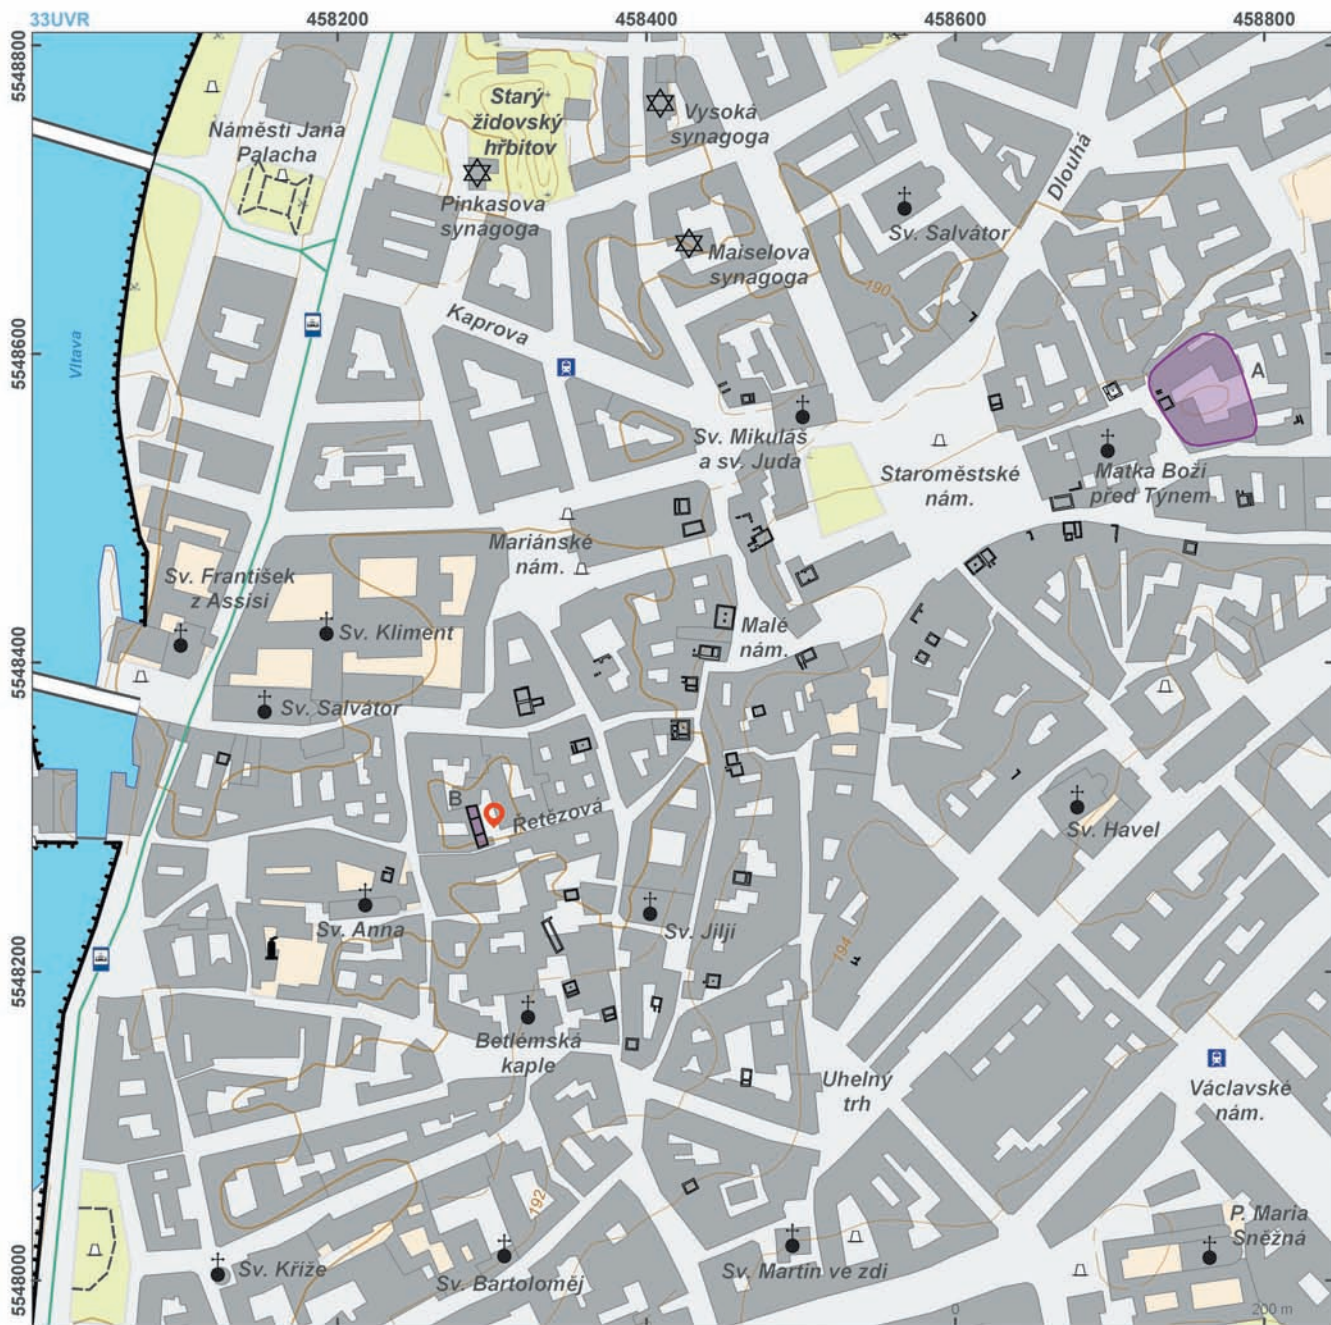 33UVR
458200
458400
458600
458800
5548800
5548600
5548400
5548200
5548000
Náměstí Jana
Palacha
Starý
židovský
hřbitov
Vysoká
synagoga
Pinkasova
synagoga
Maiselova
synagoga
Sv. Salvátor
Dlouhá
190
Kaprova
Vltava
A
Sv. Mikuláš
a sv. Juda
Staroměstské
nám.
Matka Boží
před Týnem
Mariánské
nám.
Sv. František
z Assisi
Sv. Kliment
Malé
nám.
Sv. Salvátor
B
Řetězová
Sv. Havel
Sv. Anna
Sv. Jiljí
194
Betlémská
kaple
Uhelný
trh
Václavské
nám.
192
P. Maria
Sněžná
Sv. Kříže
Sv. Bartoloměj
Sv. Martin ve zdi
0
200 m